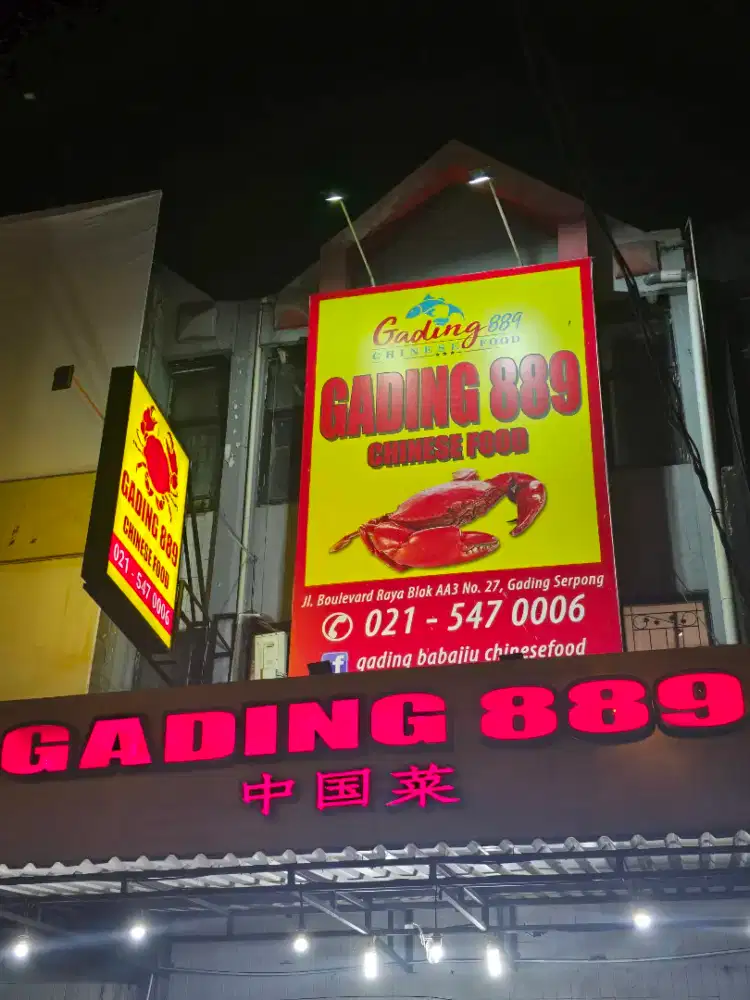 Gading 889
CHINESE FOOD
GADING 889
CHINESE FOOD
Jl. Boulevard Raya Blok AA3 No. 27, Gading Serpong
021 - 547 0006
f gading babajiu chinesefood
GADING 889
CHINESE FOOD
021 - 547 0006
GADING 889
中国菜